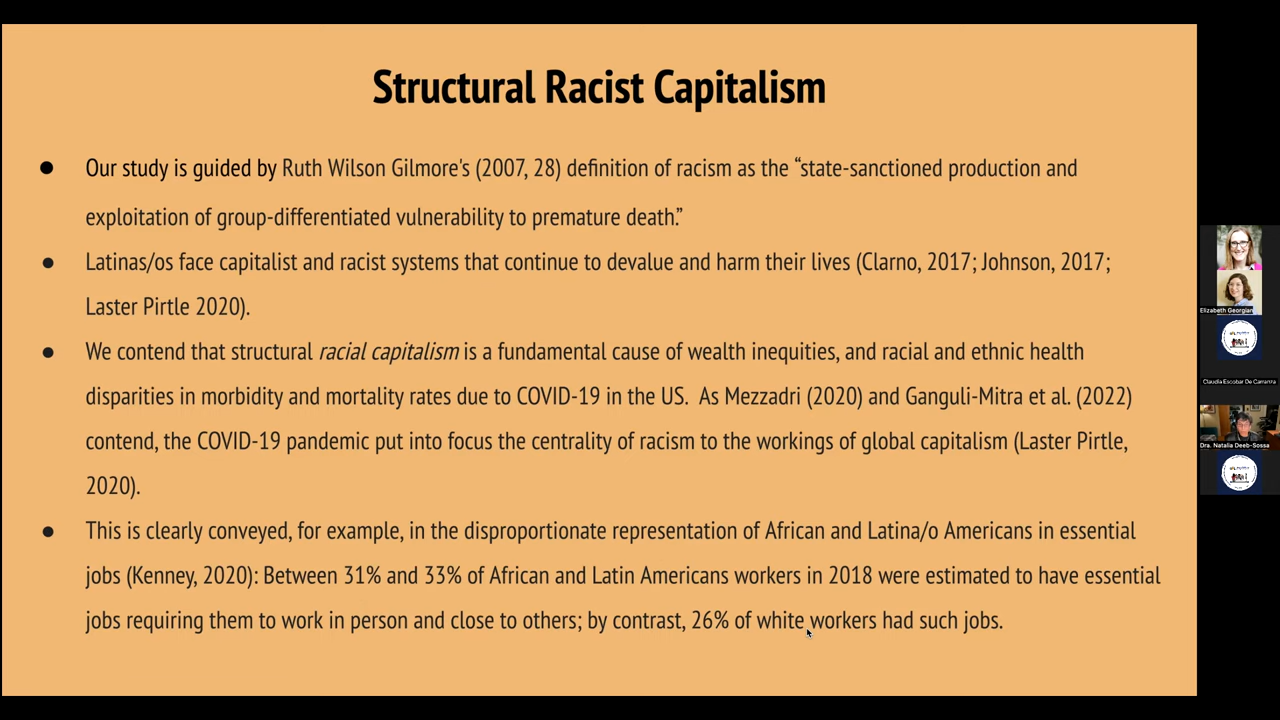 Structural Racist Capitalism
● Our study is guided by Ruth Wilson Gilmore's (2007, 28) definition of racism as the “state-sanctioned production and
exploitation of group-differentiated vulnerability to premature death.”
● Latinas/os face capitalist and racist systems that continue to devalue and harm their lives (Clarno, 2017; Johnson, 2017;
Laster Pirtle 2020).
● We contend that structural racial capitalism is a fundamental cause of wealth inequities, and racial and ethnic health
disparities in morbidity and mortality rates due to COVID-19 in the US. As Mezzadri (2020) and Ganguli-Mitra et al. (2022)
contend, the COVID-19 pandemic put into focus the centrality of racism to the workings of global capitalism (Laster Pirtle,
2020).
● This is clearly conveyed, for example, in the disproportionate representation of African and Latina/o Americans in essential
jobs (Kenney, 2020): Between 31% and 33% of African and Latin Americans workers in 2018 were estimated to have essential
jobs requiring them to work in person and close to others; by contrast, 26% of white workers had such jobs.
Elizabeth Georgian
Claudia Escobar De Carranza
Dra. Natalia Deeb-Sossa